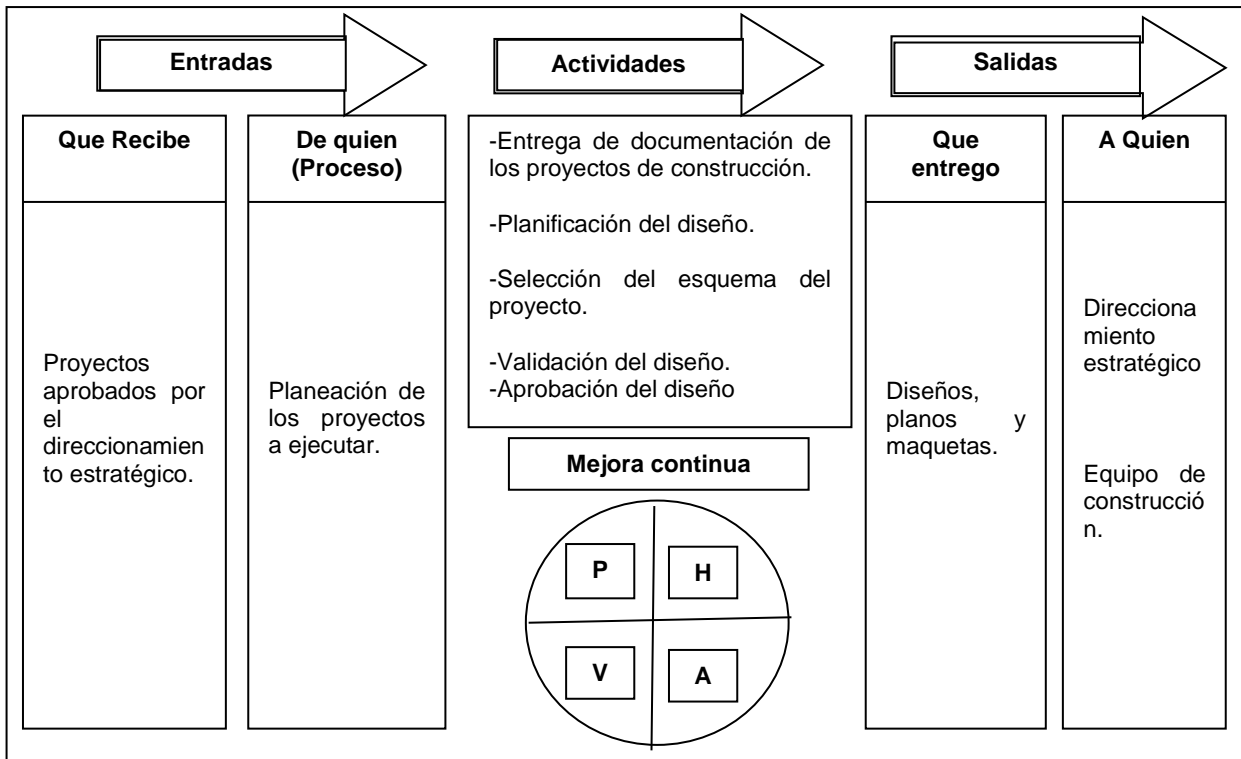 Entradas
Actividades
Salidas
Que Recibe
Proyectos
aprobados por
el
direccionamien
to estratégico.
De quien
(Proceso)
Planeación de
los proyectos
a ejecutar.
-Entrega de documentación de
los proyectos de construcción.
-Planificación del diseño.
-Selección del esquema del
proyecto.
-Validación del diseño.
-Aprobación del diseño
Mejora continua
P
H
V
A
Que
entrego
Diseños,
planos y
maquetas.
A Quien
Direcciona
miento
estratégico
Equipo de
construcció
n.